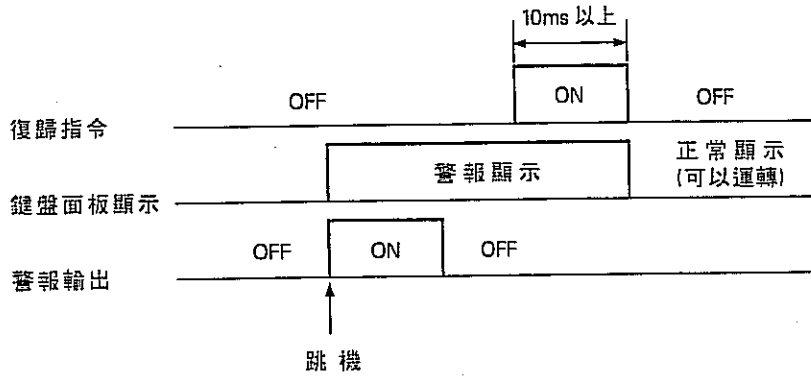 10ms 以上
OFF
ON
OFF
復歸指令
警報顯示
正常顯示
(可以運轉)
鍵盤面板顯示
OFF
ON
OFF
警報輸出
跳機